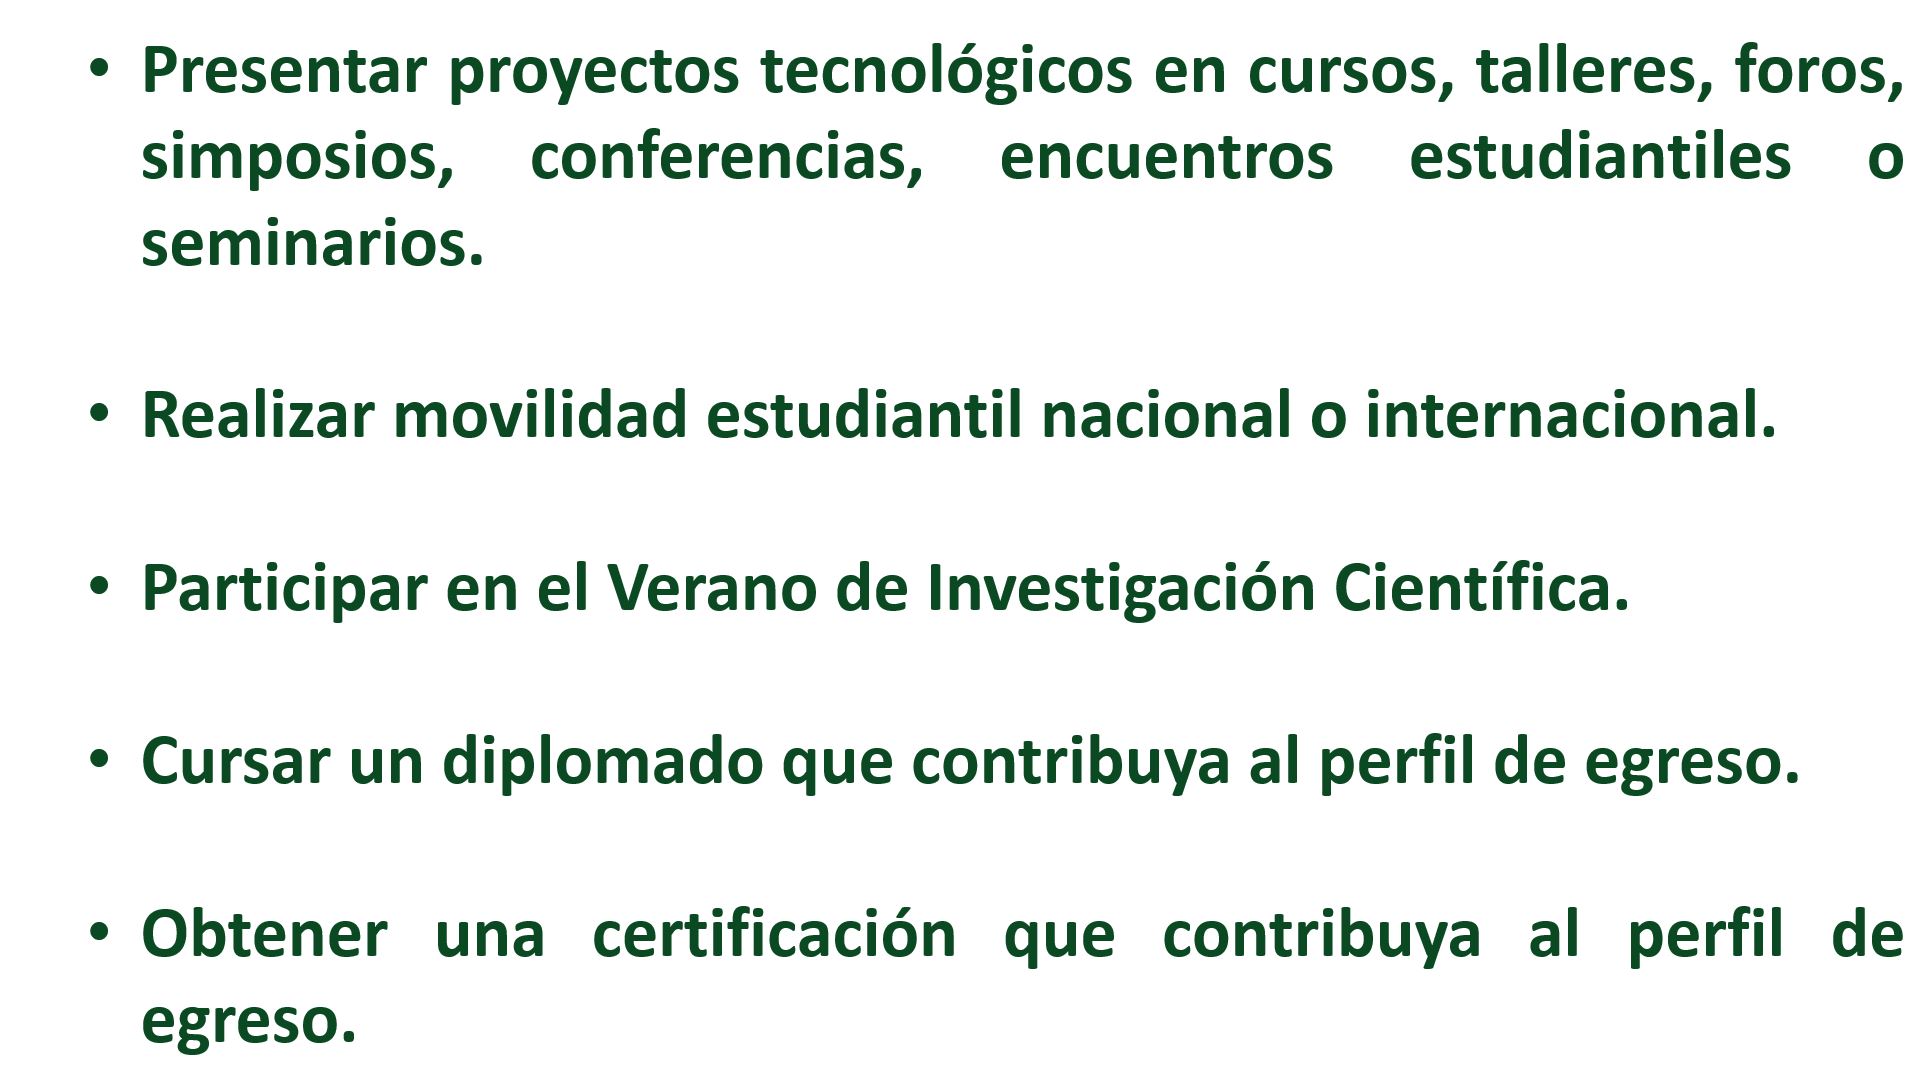 • Presentar proyectos tecnológicos en cursos, talleres, foros,
simposios, conferencias, encuentros estudiantiles o
seminarios.
• Realizar movilidad estudiantil nacional o internacional.
• Participar en el Verano de Investigación Científica.
• Cursar un diplomado que contribuya al perfil de egreso.
• Obtener una certificación que contribuya al perfil de
egreso.